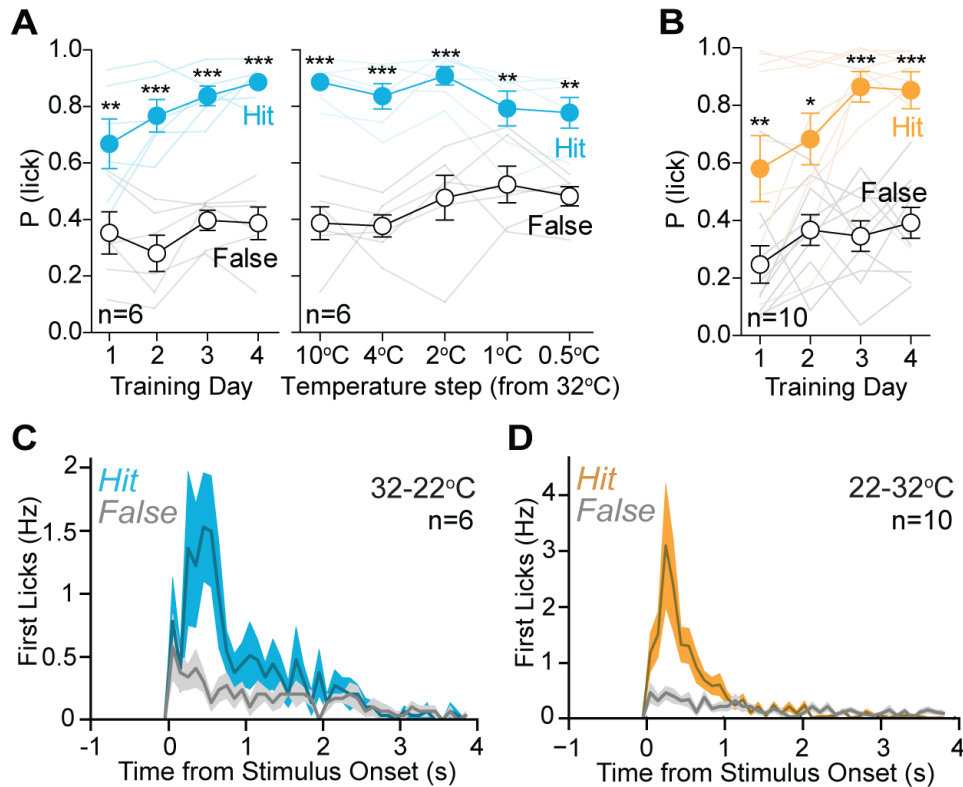 A
1.0
0.8
0.6
0.4
0.2
0.0
P (lick)
** *** *** ***
Hit
False
n=6
1 2 3 4
Training Day
*** *** *** ** **
Hit
False
n=6
10°C 4°C 2°C 1°C 0.5°C
Temperature step (from 32°C)
B
1.0
0.8
0.6
0.4
0.2
0.0
P (lick)
** * *** ***
Hit
False
n=10
1 2 3 4
Training Day
C
Hit
False
32-22°C
n=6
2
1.5
1
0.5
0
First Licks (Hz)
-1 0 1 2 3 4
Time from Stimulus Onset (s)
D
Hit
False
22-32°C
n=10
4
2
0
First Licks (Hz)
−1 0 1 2 3 4
Time from Stimulus Onset (s)